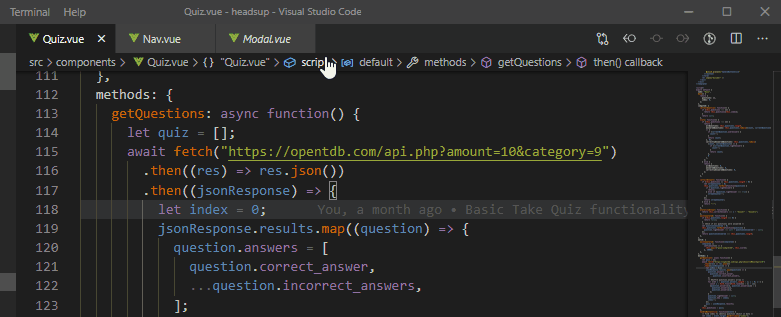 Terminal Help Quiz.vue - headsup - Visual Studio Code
Quiz.vue Nav.vue Modal.vue
src > components > Quiz.vue > {} "Quiz.vue" > script > default > methods > getQuestions > then() callback
111 },
112 methods: {
113 getQuestions: async function() {
114 let quiz = [];
115 await fetch("https://opentdb.com/api.php?amount=10&category=9")
116 .then((res) => res.json())
117 .then((jsonResponse) => {
118 let index = 0; You, a month ago • Basic Take Quiz functionality
119 jsonResponse.results.map((question) => {
120 question.answers = [
121 question.correct_answer,
122 ...question.incorrect_answers,
123 ];